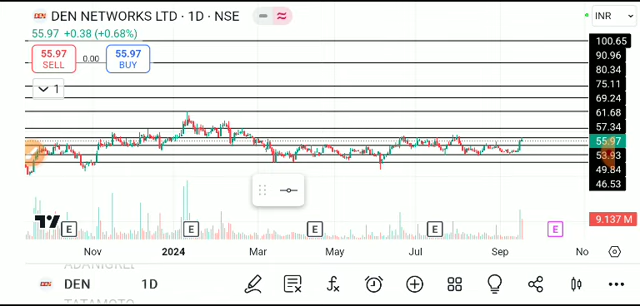 DEN NETWORKS LTD · 1D · NSE
INR
55.97 +0.38 (+0.68%)
55.97
SELL
0.00
55.97
BUY
1
100.65
90.96
80.34
75.11
69.24
61.68
57.34
55.97
53.93
49.84
46.53
9.137 M
E E E E E
Nov 2024 Mar May Jul Sep No
DEN 1D